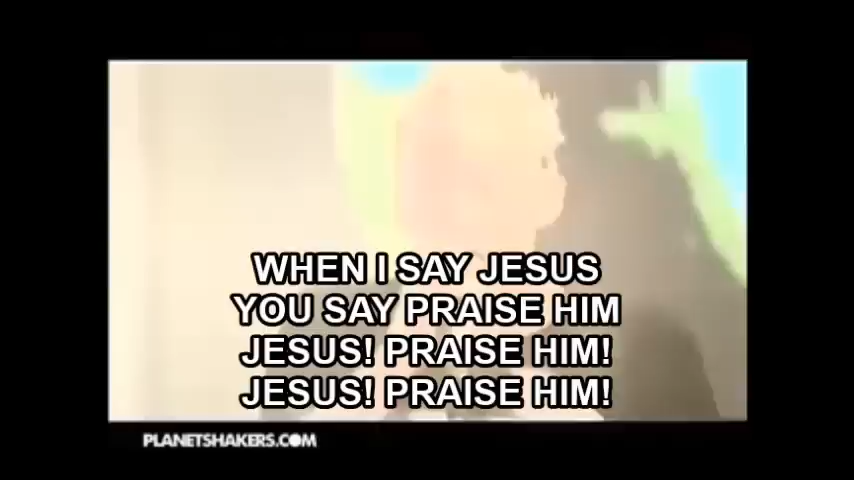 WHEN I SAY JESUS
YOU SAY PRAISE HIM
JESUS! PRAISE HIM!
JESUS! PRAISE HIM!
PLANETSHAKERS.COM